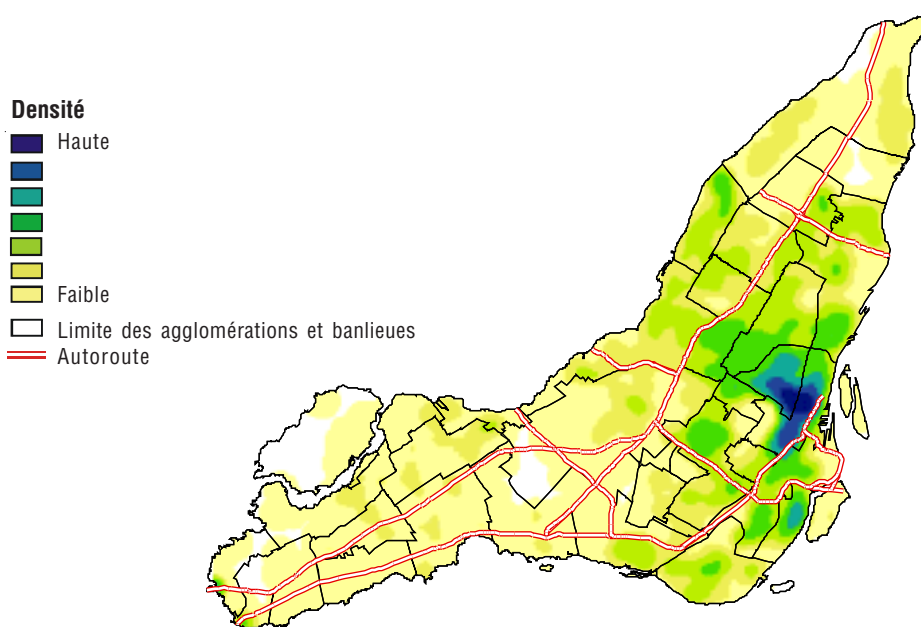 Densité
Haute
Faible
Limite des agglomérations et banlieues
Autoroute